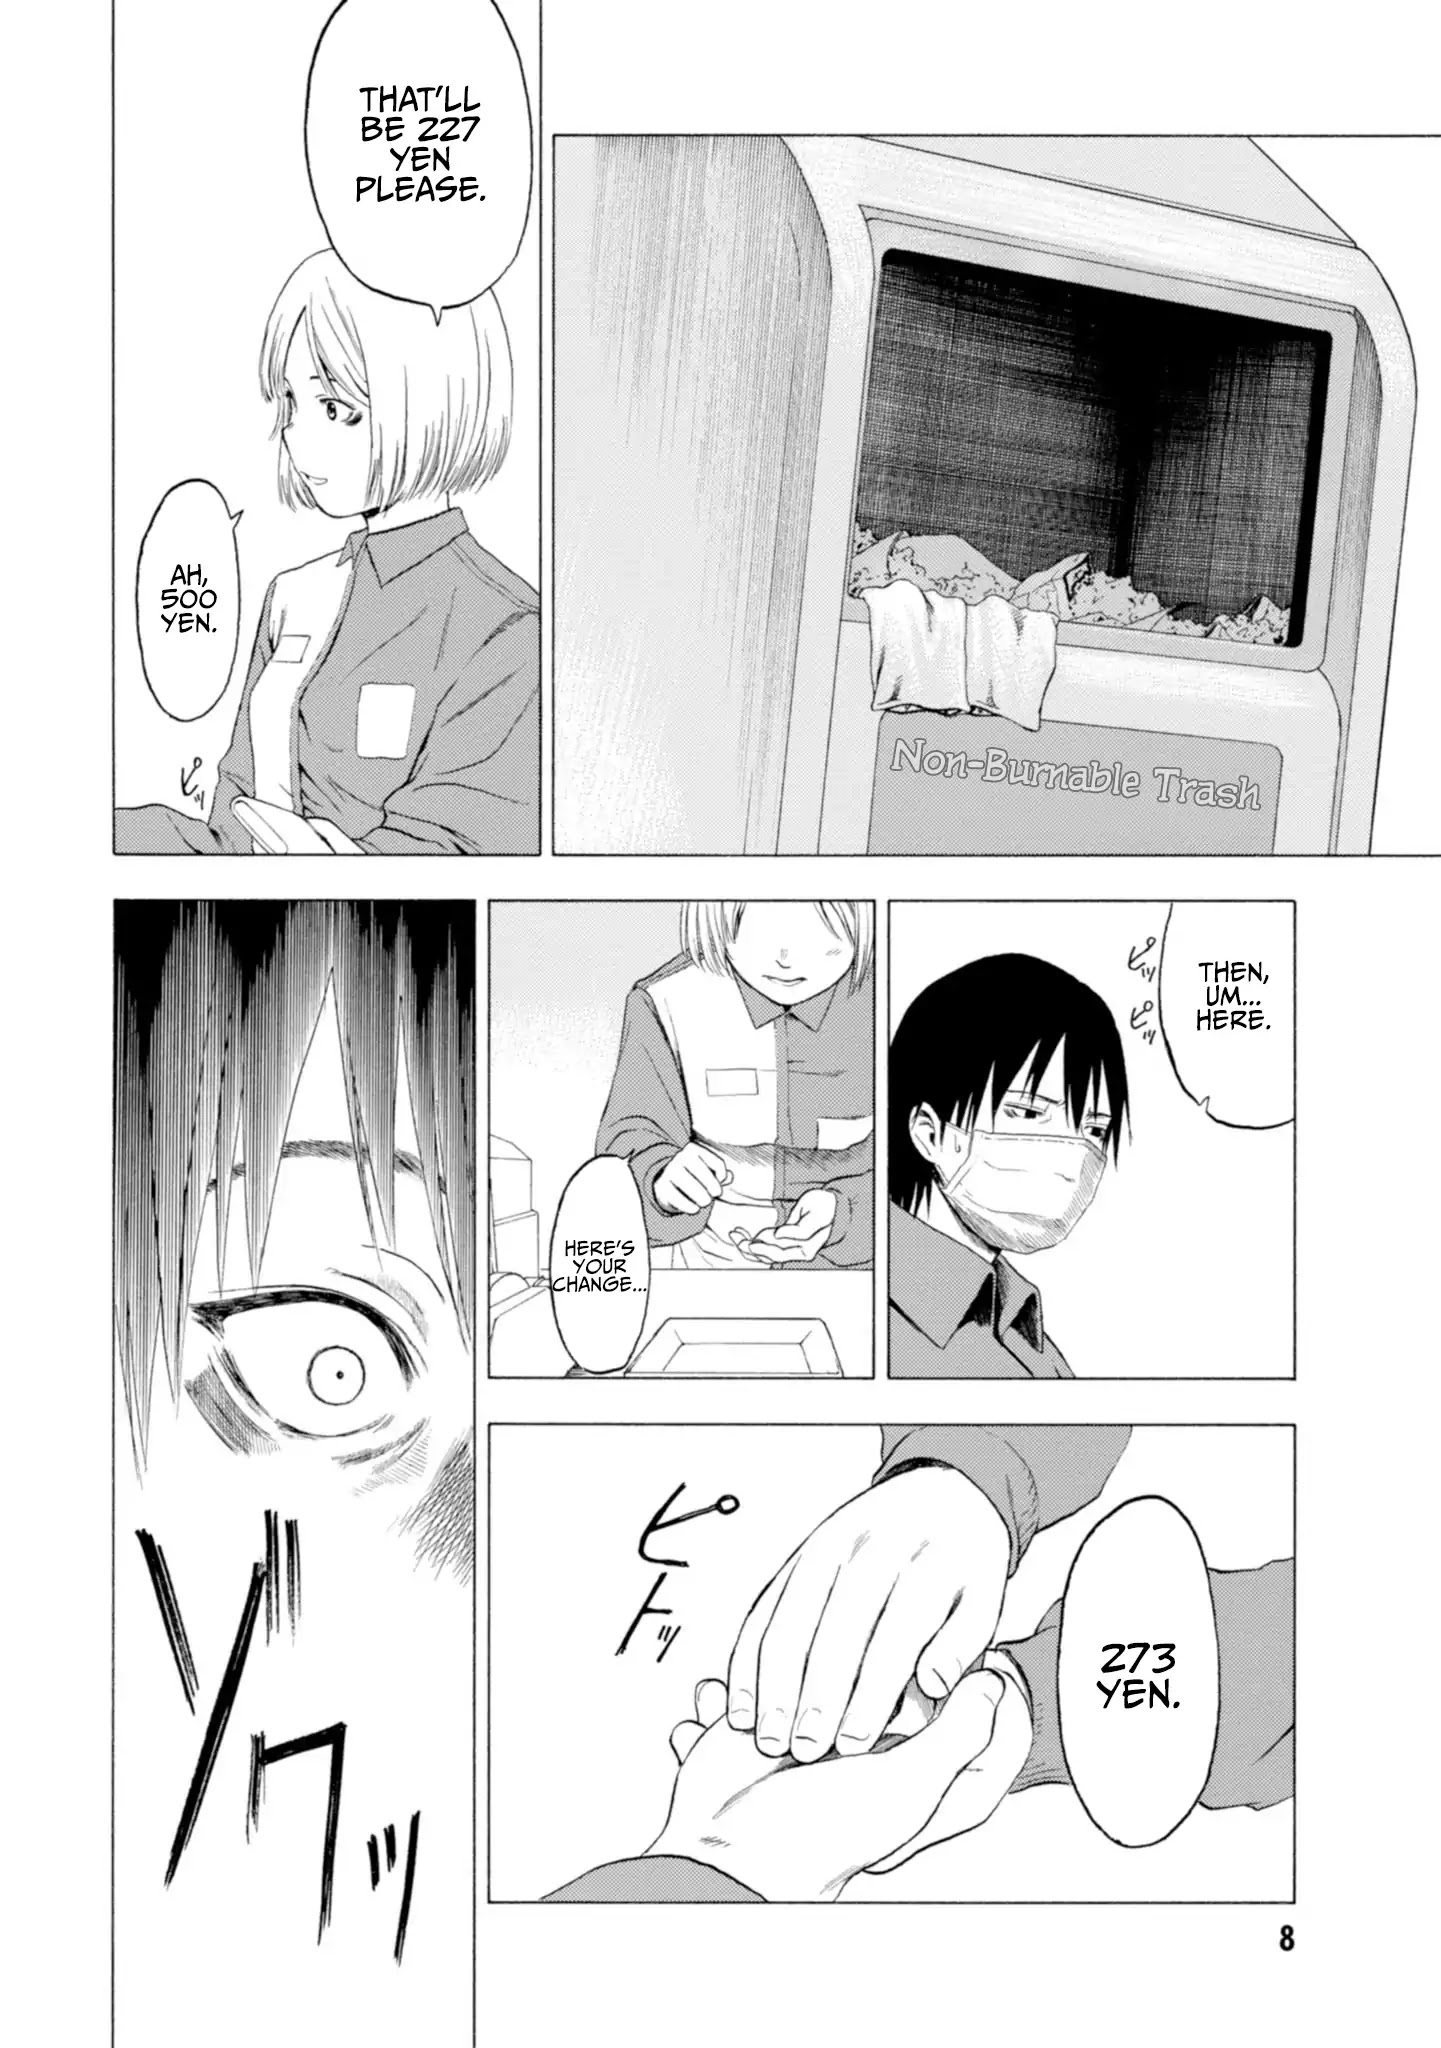 Non-Burnable Trash
THAT'LL
BE 227
YEN
PLEASE.
AH,
500
YEN.
ピッ
THEN,
UM...
HERE.
ピッ
ピッ
HERE'S
YOUR
CHANGE...
273
YEN.
ピトッ
ゾクッ
8